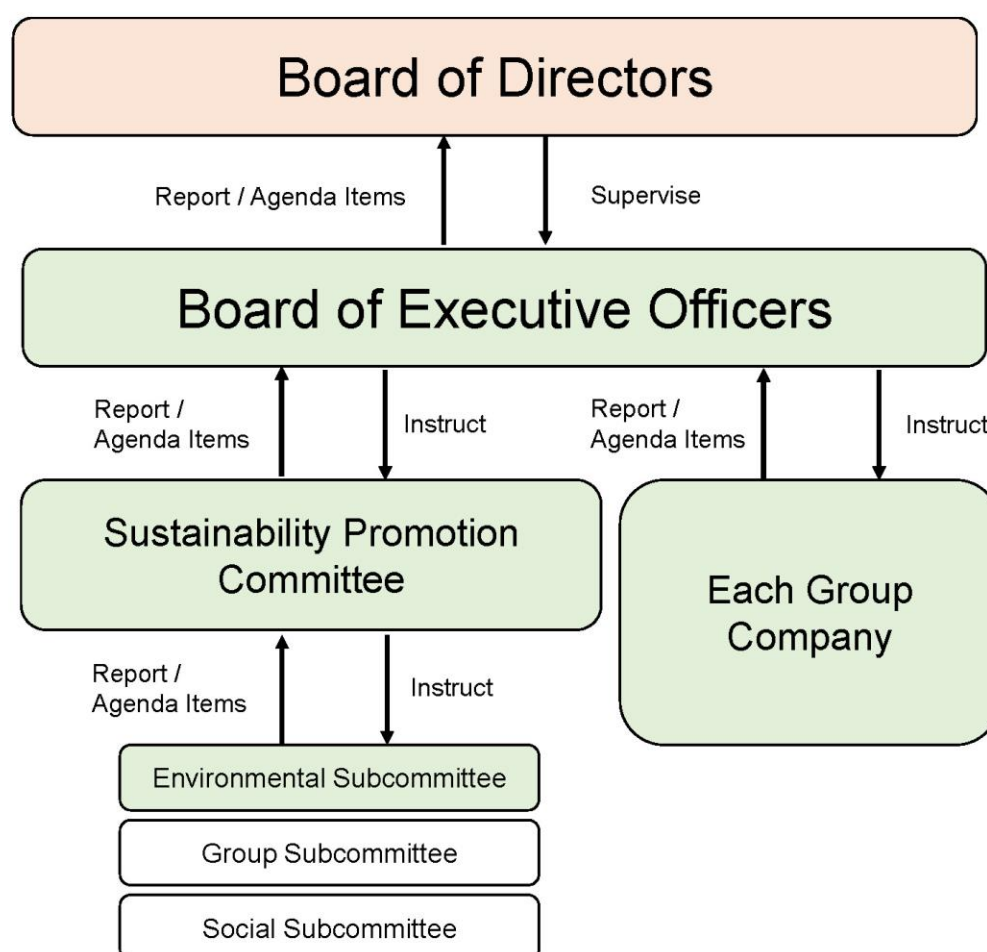 Board of Directors
Report / Agenda Items
Supervise
Board of Executive Officers
Report /
Agenda Items
Instruct
Report /
Agenda Items
Instruct
Sustainability Promotion
Committee
Each Group
Company
Report /
Agenda Items
Instruct
Environmental Subcommittee
Group Subcommittee
Social Subcommittee